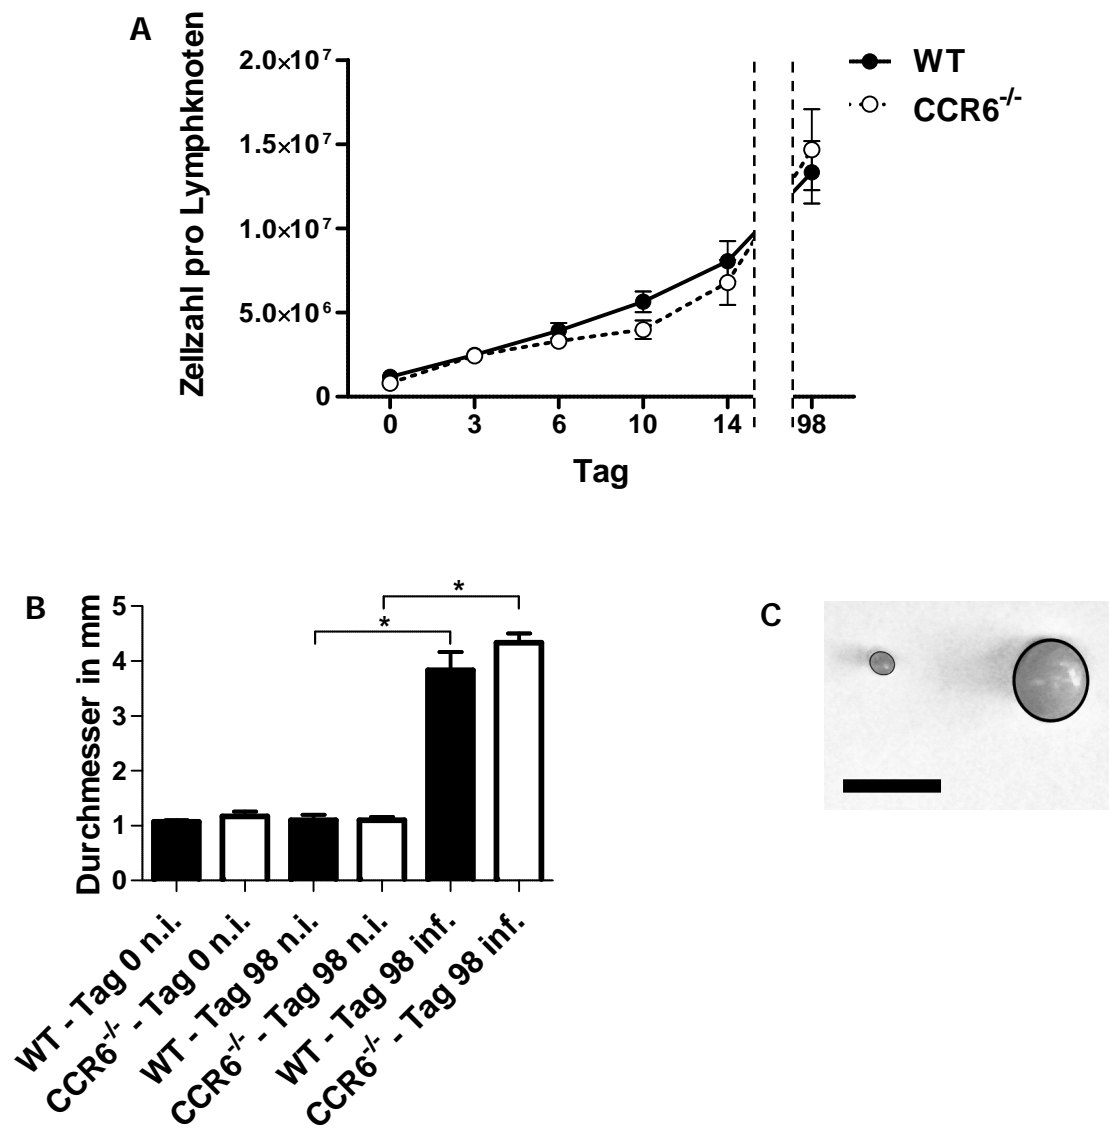 A
Zellzahl pro Lymphknoten
2.0×10⁷
1.5×10⁷
1.0×10⁷
5.0×10⁶
0
0 3 6 10 14 98
Tag
WT
CCR6⁻/⁻
B
Durchmesser in mm
5
4
3
2
1
0
* *
WT - Tag 0 n.i.
CCR6⁻/⁻ - Tag 0 n.i.
WT - Tag 98 n.i.
CCR6⁻/⁻ - Tag 98 n.i.
WT - Tag 98 inf.
CCR6⁻/⁻ - Tag 98 inf.
C